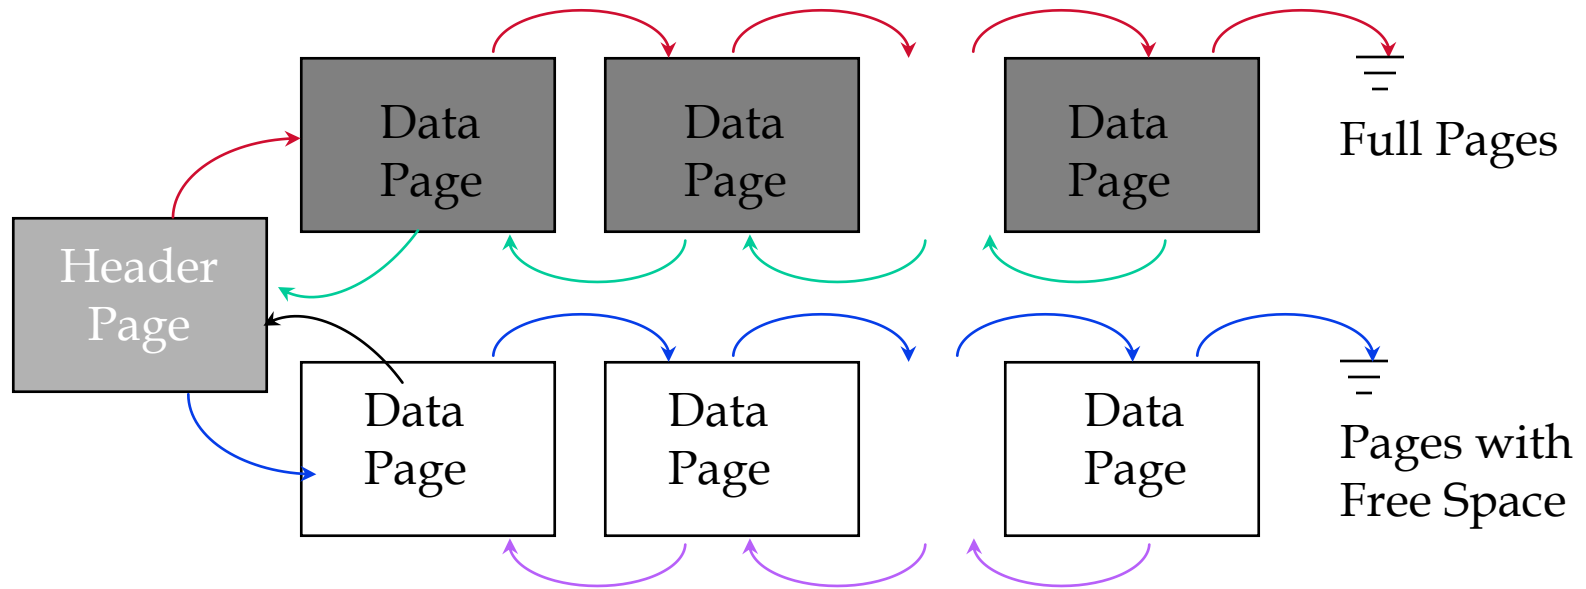 Data
Page
Data
Page
Data
Page
Full Pages
Header
Page
Data
Page
Data
Page
Data
Page
Pages with
Free Space